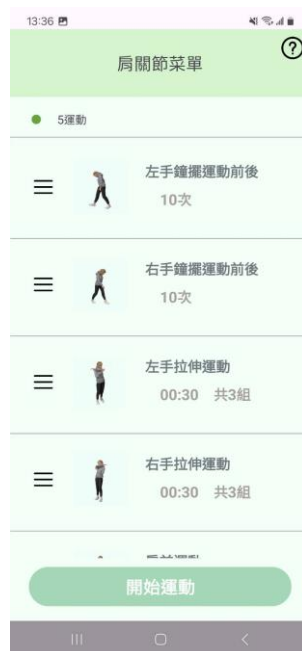 13:36
?
肩關節菜單
5運動
左手鐘擺運動前後
10次
右手鐘擺運動前後
10次
左手拉伸運動
00:30 共3組
右手拉伸運動
00:30 共3組
開始運動